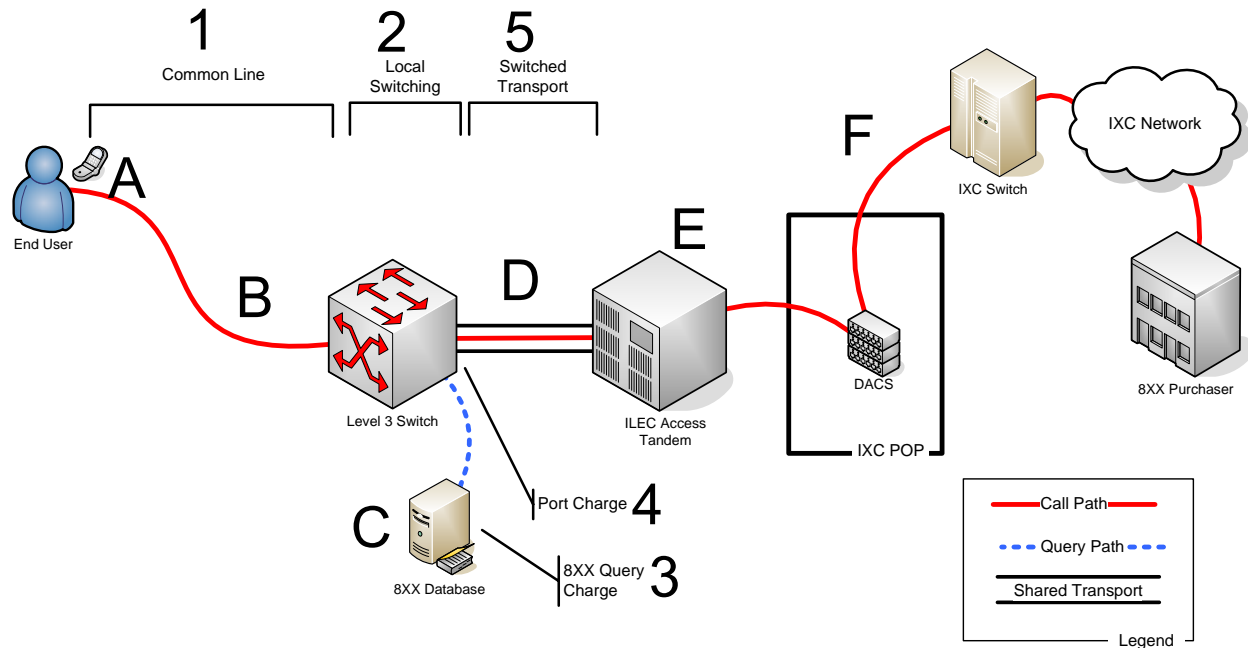 1
2
5
Common Line
Local
Switching
Switched
Transport
IXC Network
F
IXC Switch
A
End User
E
B
D
8XX Purchaser
DACS
Level 3 Switch
ILEC Access
Tandem
IXC POP
Port Charge
4
C
8XX Query
Charge
3
8XX Database
Call Path
Query Path
Shared Transport
Legend